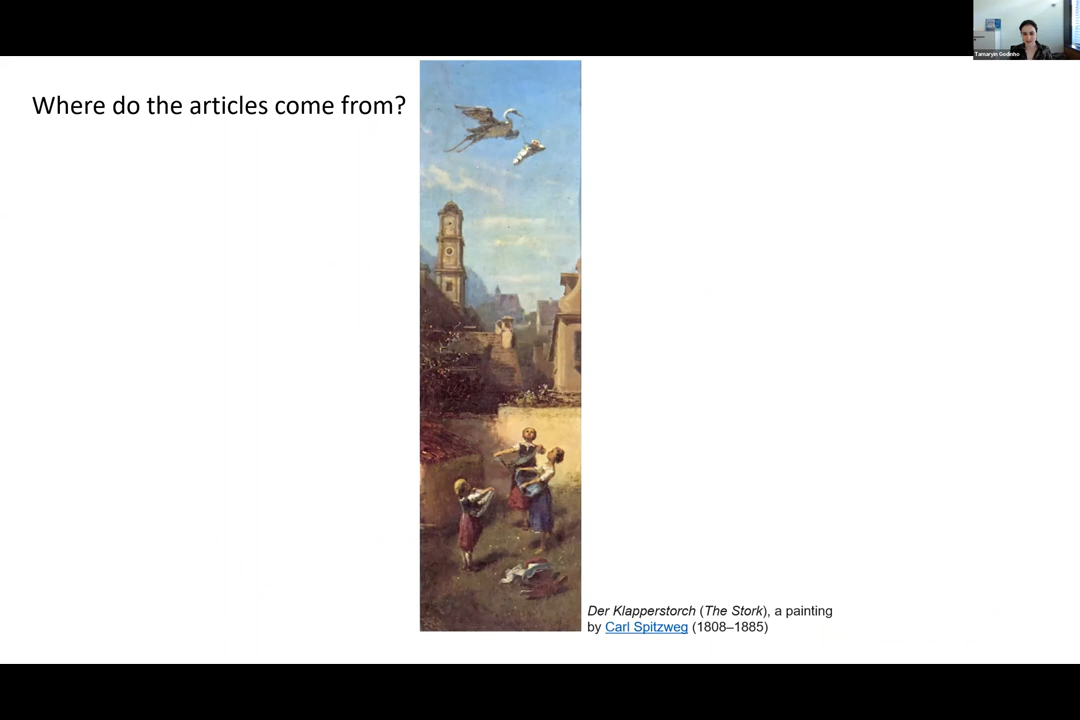 Tamaryin Godinho
Where do the articles come from?
Der Klapperstorch (The Stork), a painting
by Carl Spitzweg (1808–1885)